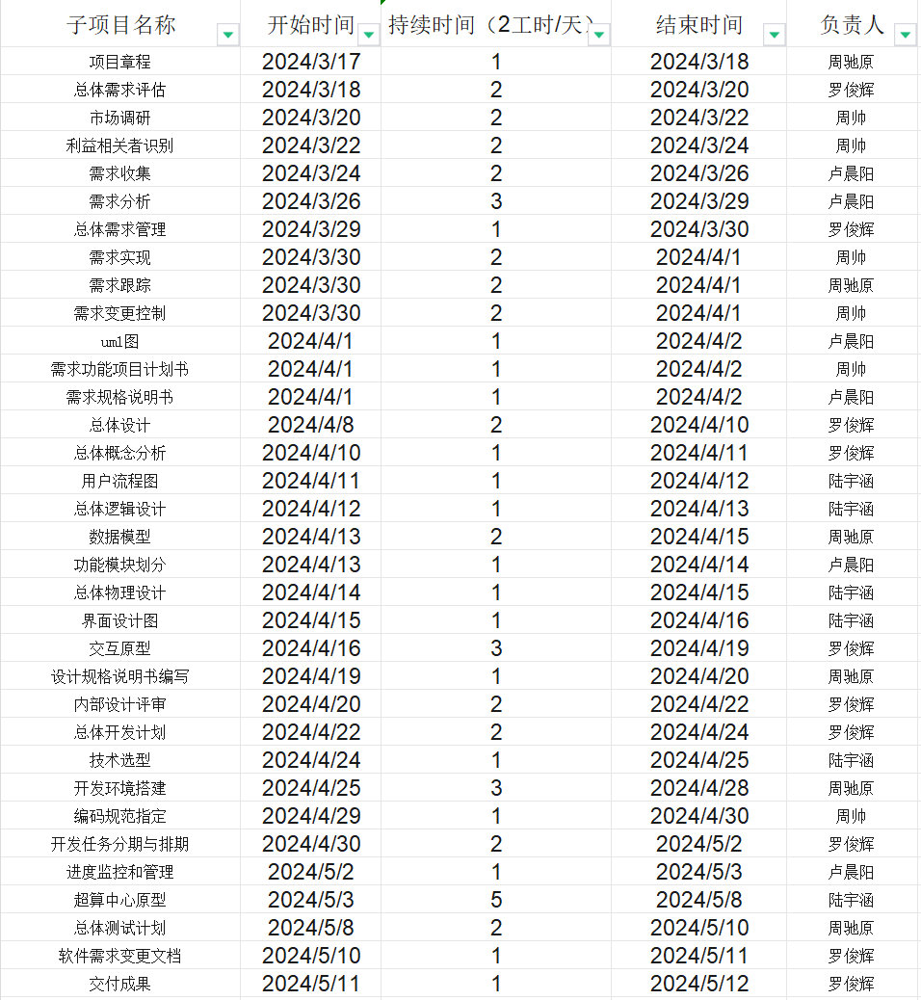 子项目名称 开始时间 持续时间（2工时/天） 结束时间 负责人
项目章程 2024/3/17 1 2024/3/18 周驰原
总体需求评估 2024/3/18 2 2024/3/20 罗俊辉
市场调研 2024/3/20 2 2024/3/22 周帅
利益相关者识别 2024/3/22 2 2024/3/24 周帅
需求收集 2024/3/24 2 2024/3/26 卢晨阳
需求分析 2024/3/26 3 2024/3/29 卢晨阳
总体需求管理 2024/3/29 1 2024/3/30 罗俊辉
需求实现 2024/3/30 2 2024/4/1 周帅
需求跟踪 2024/3/30 2 2024/4/1 周驰原
需求变更控制 2024/3/30 2 2024/4/1 周帅
uml图 2024/4/1 1 2024/4/2 卢晨阳
需求功能项目计划书 2024/4/1 1 2024/4/2 周帅
需求规格说明书 2024/4/1 1 2024/4/2 卢晨阳
总体设计 2024/4/8 2 2024/4/10 罗俊辉
总体概念分析 2024/4/10 1 2024/4/11 罗俊辉
用户流程图 2024/4/11 1 2024/4/12 陆宇涵
总体逻辑设计 2024/4/12 1 2024/4/13 陆宇涵
数据模型 2024/4/13 2 2024/4/15 周驰原
功能模块划分 2024/4/13 1 2024/4/14 卢晨阳
总体物理设计 2024/4/14 1 2024/4/15 陆宇涵
界面设计图 2024/4/15 1 2024/4/16 陆宇涵
交互原型 2024/4/16 3 2024/4/19 罗俊辉
设计规格说明书编写 2024/4/19 1 2024/4/20 周驰原
内部设计评审 2024/4/20 2 2024/4/22 罗俊辉
总体开发计划 2024/4/22 2 2024/4/24 罗俊辉
技术选型 2024/4/24 1 2024/4/25 陆宇涵
开发环境搭建 2024/4/25 3 2024/4/28 周驰原
编码规范指定 2024/4/29 1 2024/4/30 周帅
开发任务分期与排期 2024/4/30 2 2024/5/2 罗俊辉
进度监控和管理 2024/5/2 1 2024/5/3 卢晨阳
超算中心原型 2024/5/3 5 2024/5/8 陆宇涵
总体测试计划 2024/5/8 2 2024/5/10 周驰原
软件需求变更文档 2024/5/10 1 2024/5/11 罗俊辉
交付成果 2024/5/11 1 2024/5/12 罗俊辉